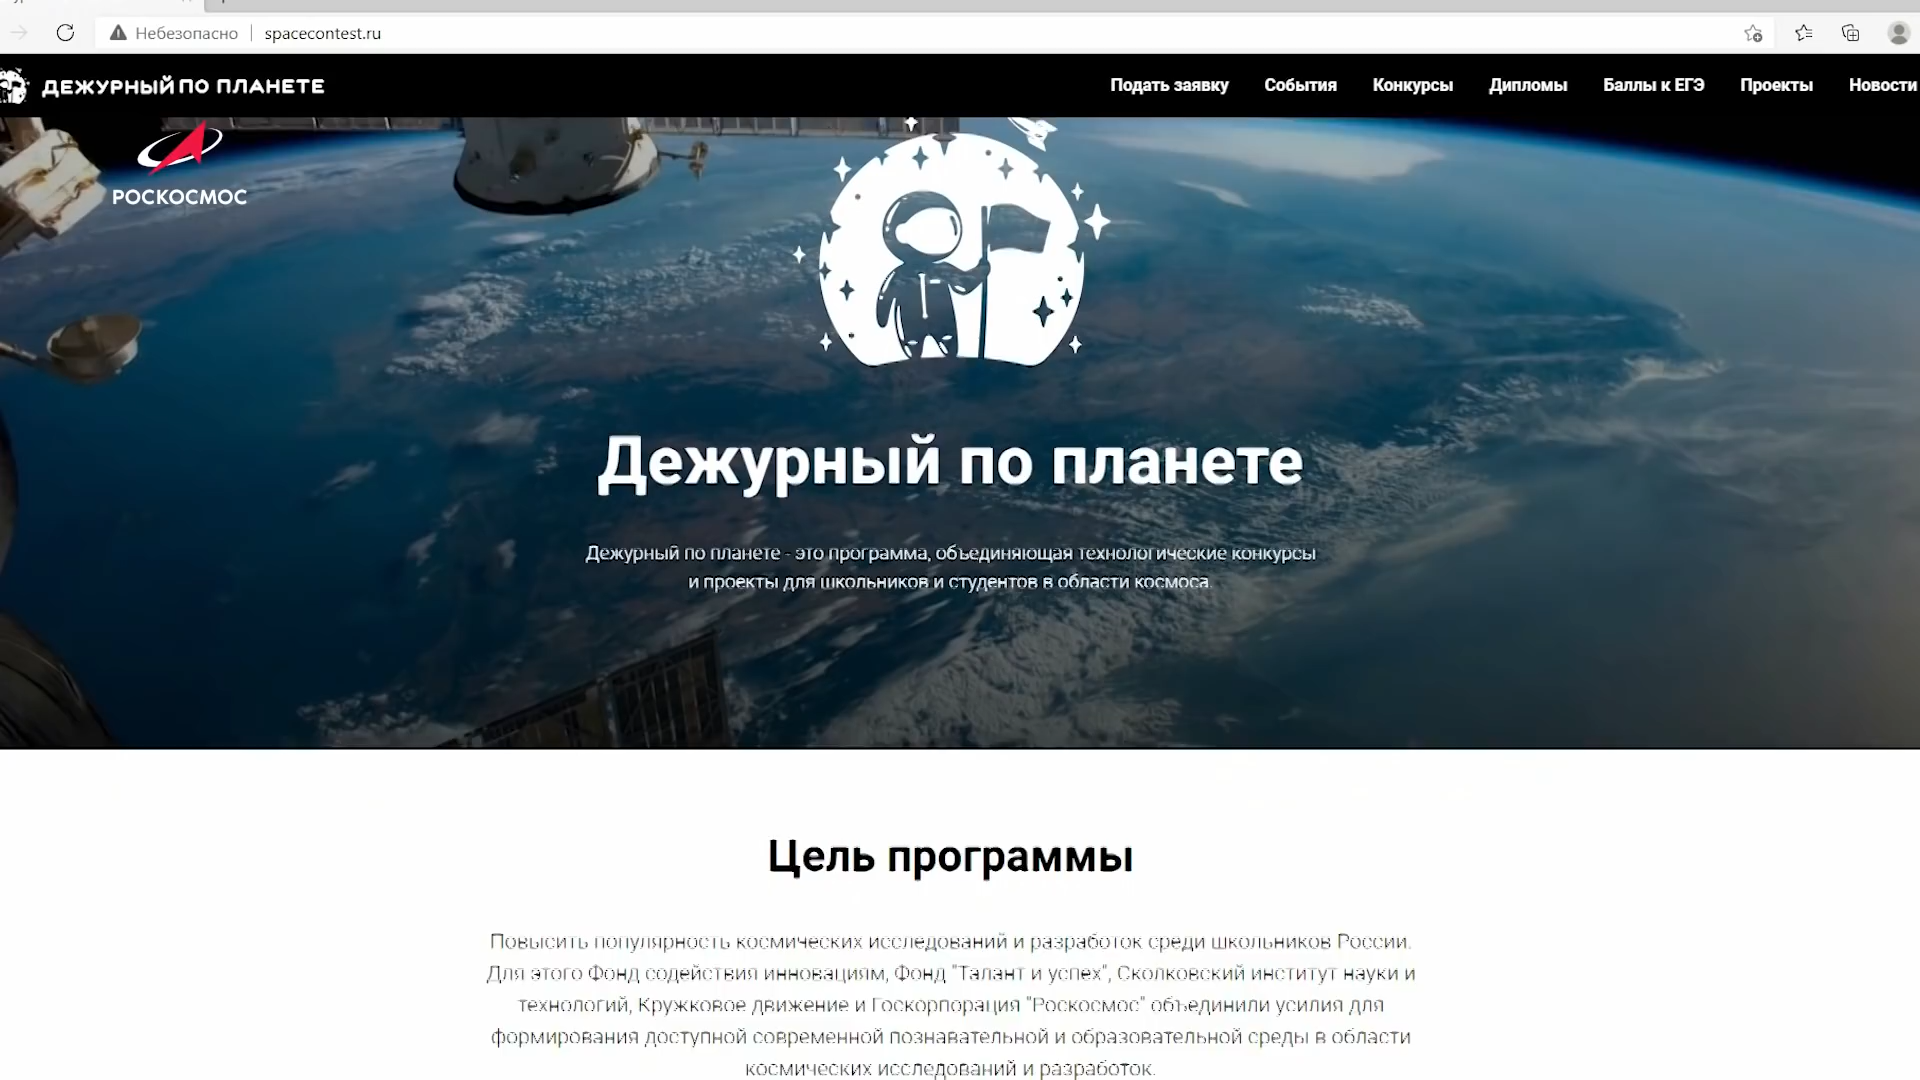 Небезопасно
spacecontest.ru
ДЕЖУРНЫЙ ПО ПЛАНЕТЕ
Подать заявку
События
Конкурсы
Дипломы
Баллы к ЕГЭ
Проекты
Новости
РОСКОСМОС
Дежурный по планете
Дежурный по планете - это программа, объединяющая технологические конкурсы
и проекты для школьников и студентов в области космоса.
Цель программы
Повысить популярность космических исследований и разработок среди школьников России.
Для этого Фонд содействия инновациям, Фонд "Талант и успех", Сколковский институт науки и
технологий, Кружковое движение и Госкорпорация "Роскосмос" объединили усилия для
формирования доступной современной познавательной и образовательной среды в области
космических исследований и разработок.